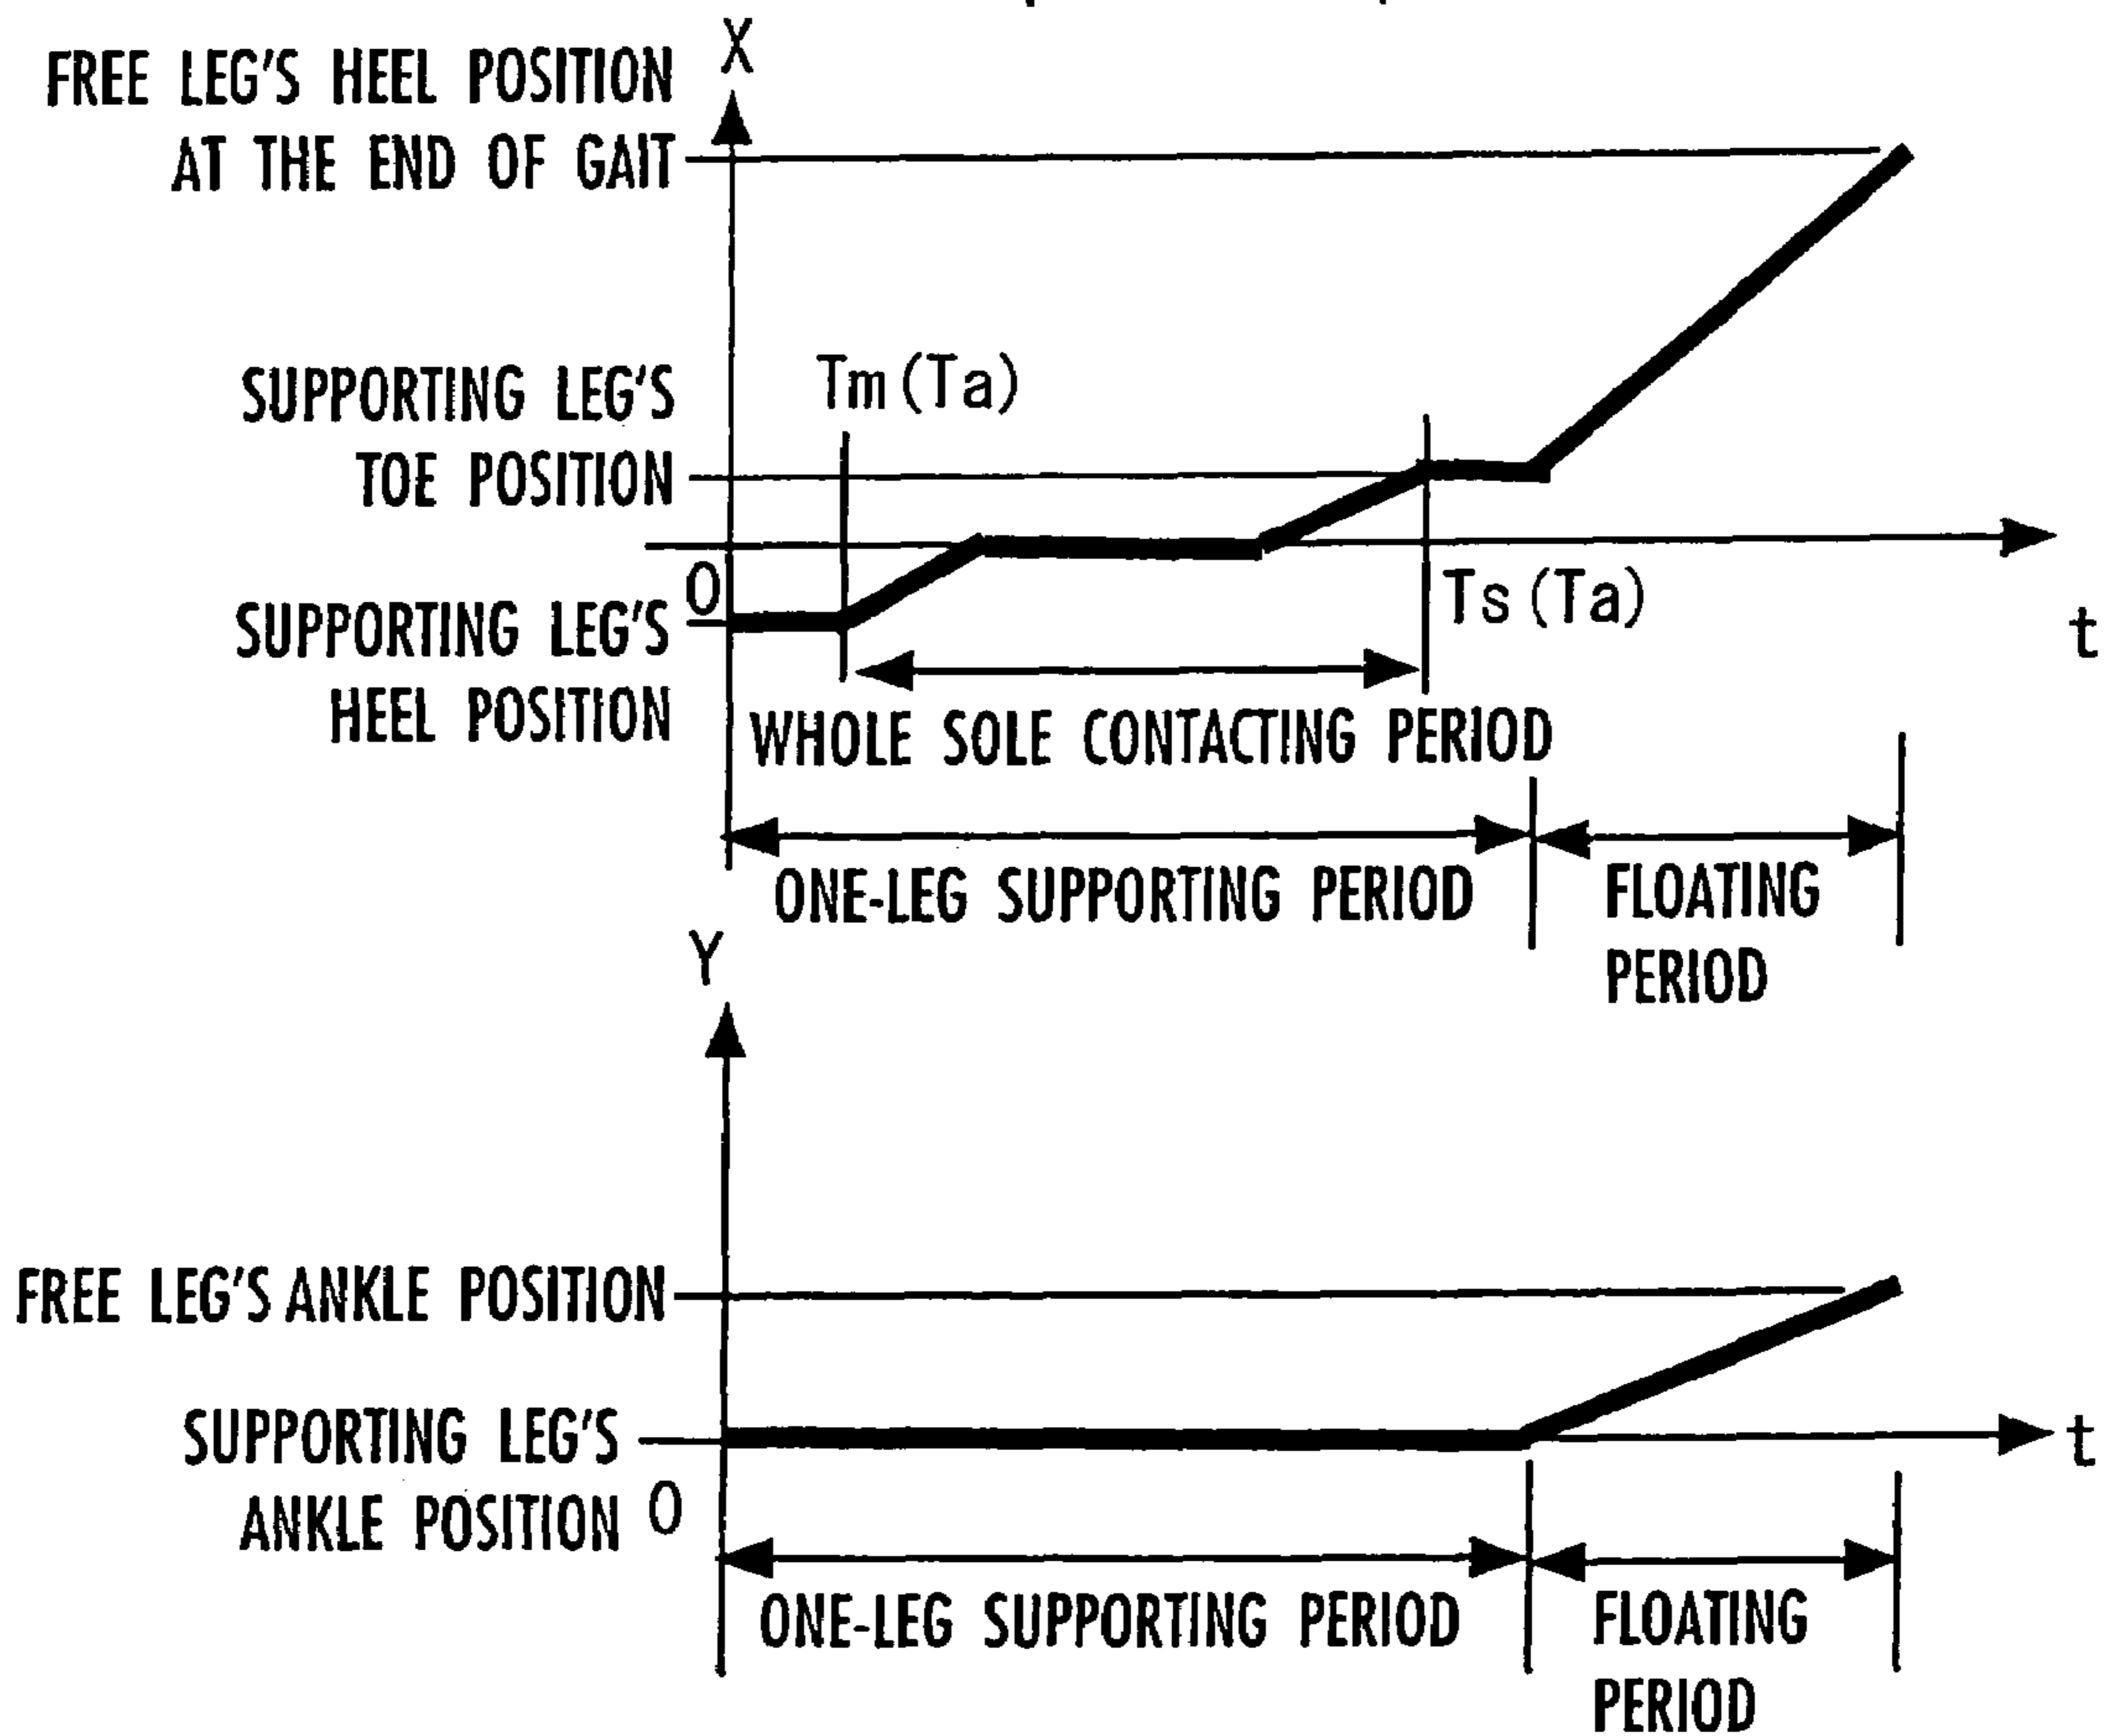 X
FREE LEG'S HEEL POSITION
AT THE END OF GAIT
Tm(Ta)
SUPPORTING LEG'S
TOE POSITION
0
Ts(Ta)
t
SUPPORTING LEG'S
HEEL POSITION
WHOLE SOLE CONTACTING PERIOD
ONE-LEG SUPPORTING PERIOD
FLOATING
PERIOD
Y
FREE LEG'S ANKLE POSITION
SUPPORTING LEG'S
ANKLE POSITION
0
t
ONE-LEG SUPPORTING PERIOD
FLOATING
PERIOD